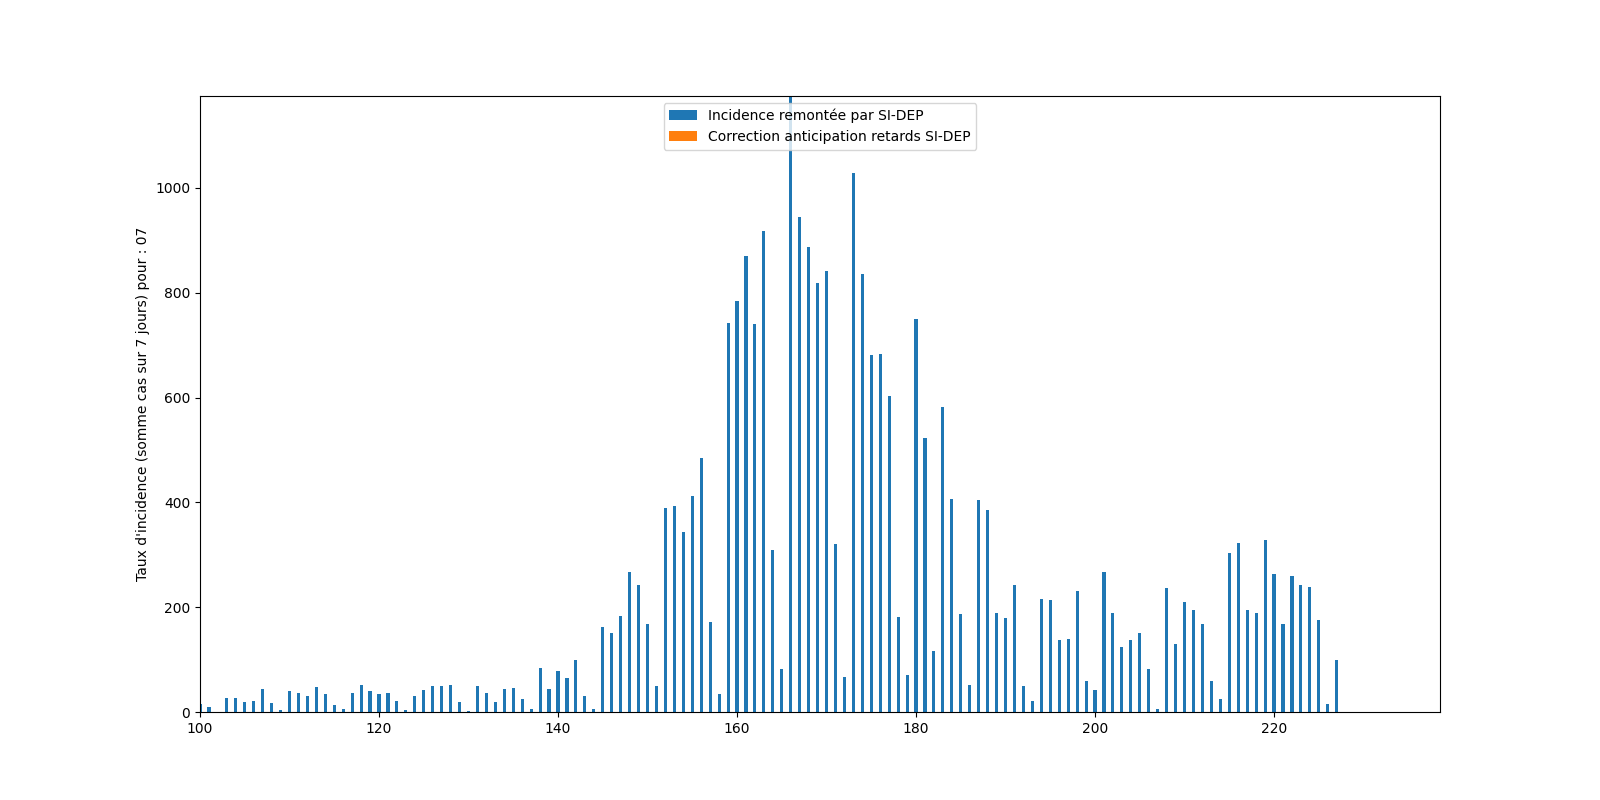 Incidence remontée par SI-DEP
Correction anticipation retards SI-DEP
Taux d'incidence (somme cas sur 7 jours) pour : 07
1000
800
600
400
200
0
100 120 140 160 180 200 220